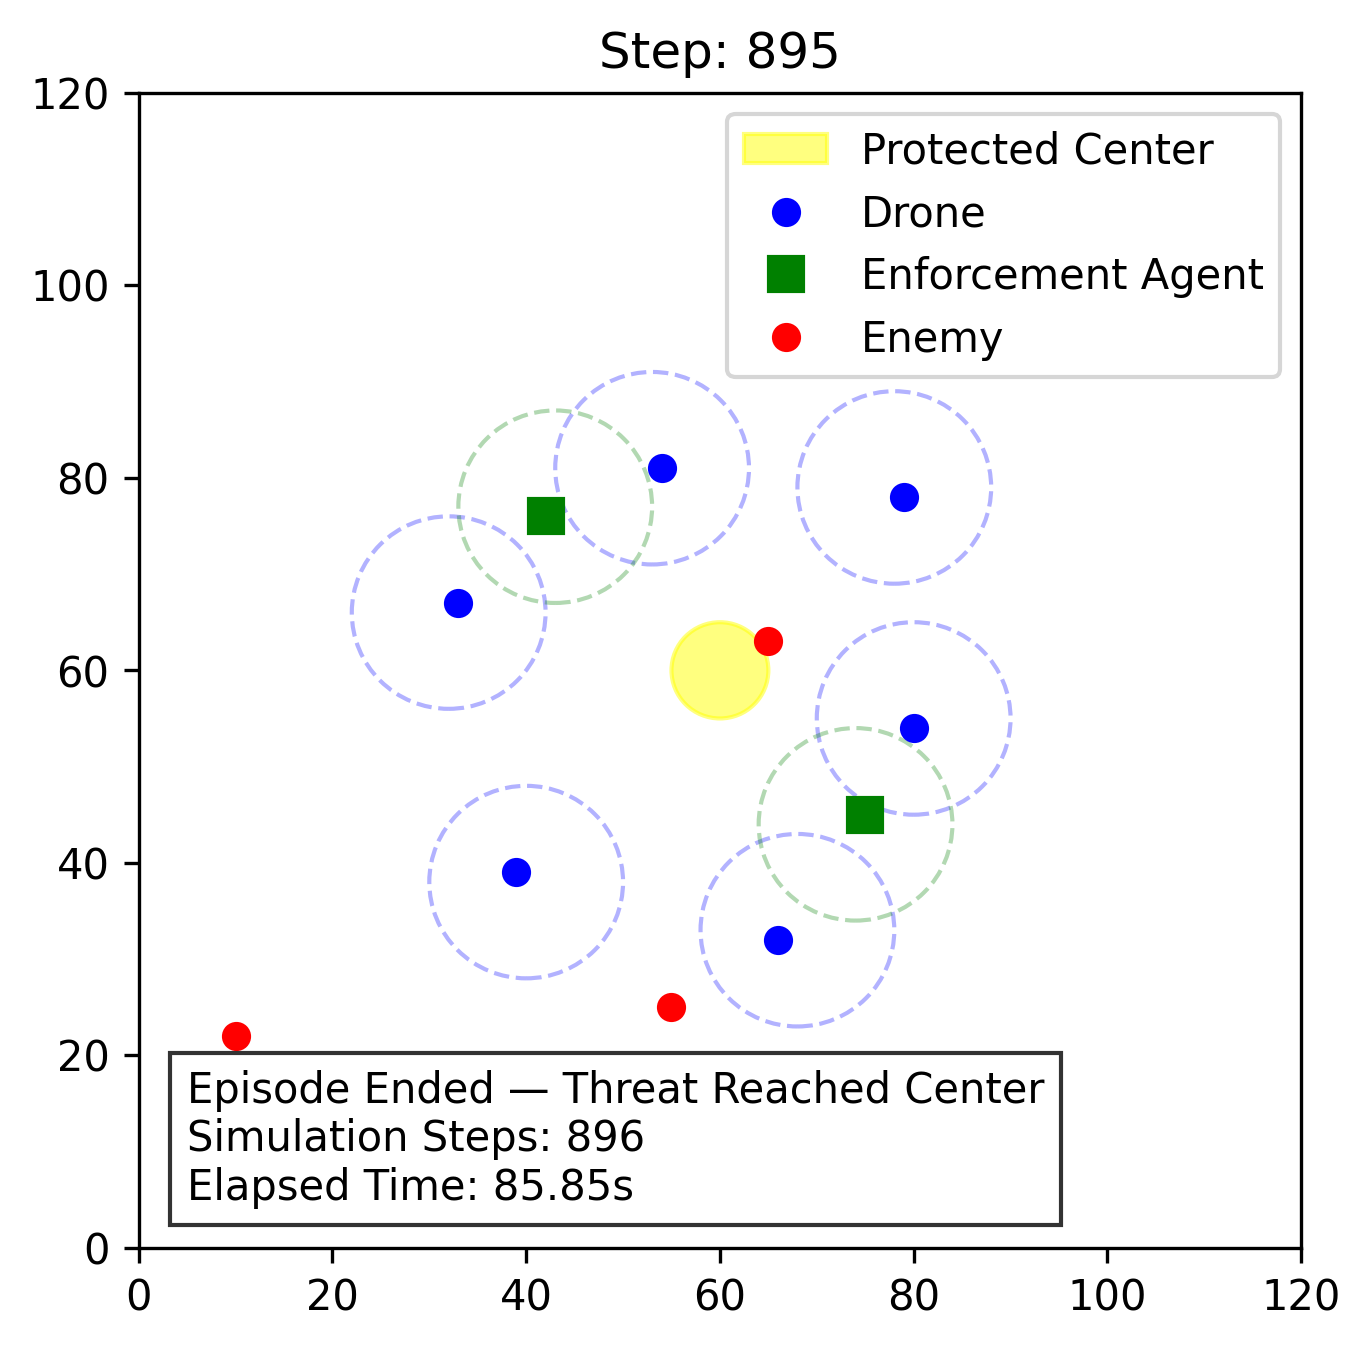 Step: 895
120
100
80
60
40
20
0
Protected Center
Drone
Enforcement Agent
Enemy
Episode Ended — Threat Reached Center
Simulation Steps: 896
Elapsed Time: 85.85s
0 20 40 60 80 100 120